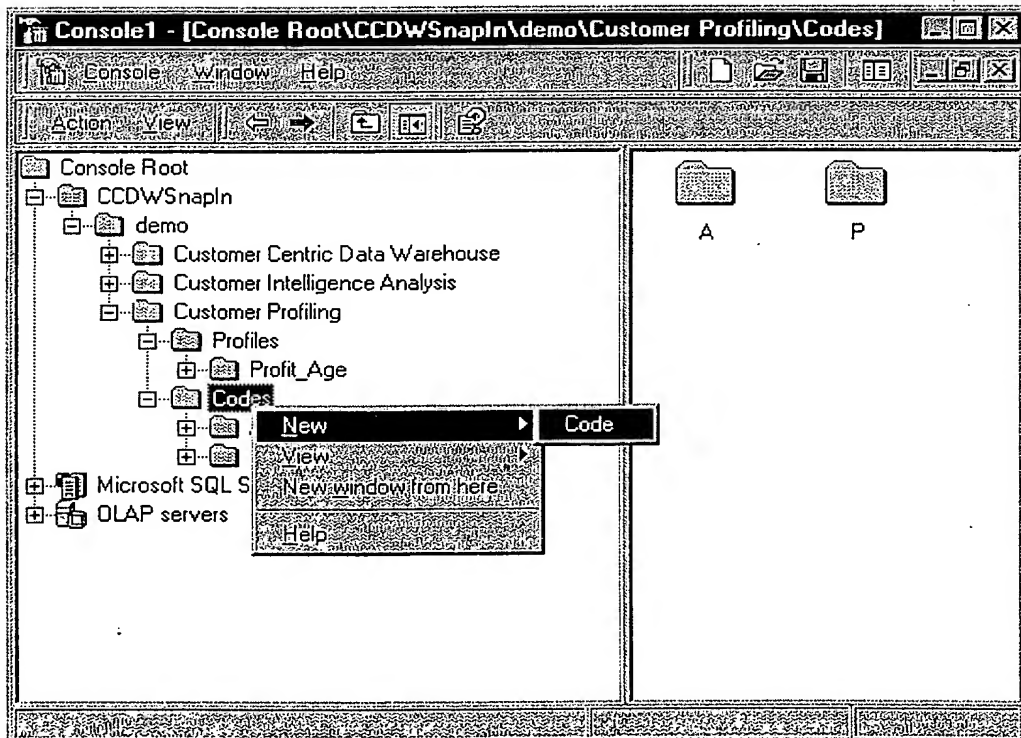 Console1 - [Console Root\CCDWSnapIn\demo\Customer Profiling\Codes]
Console Window Help
Action View
Console Root
CCDWSnapIn
demo
Customer Centric Data Warehouse
Customer Intelligence Analysis
Customer Profiling
Profiles
Profit_Age
Codes
New
Code
View
New window from here
Help
Microsoft SQL S
OLAP servers
A
P